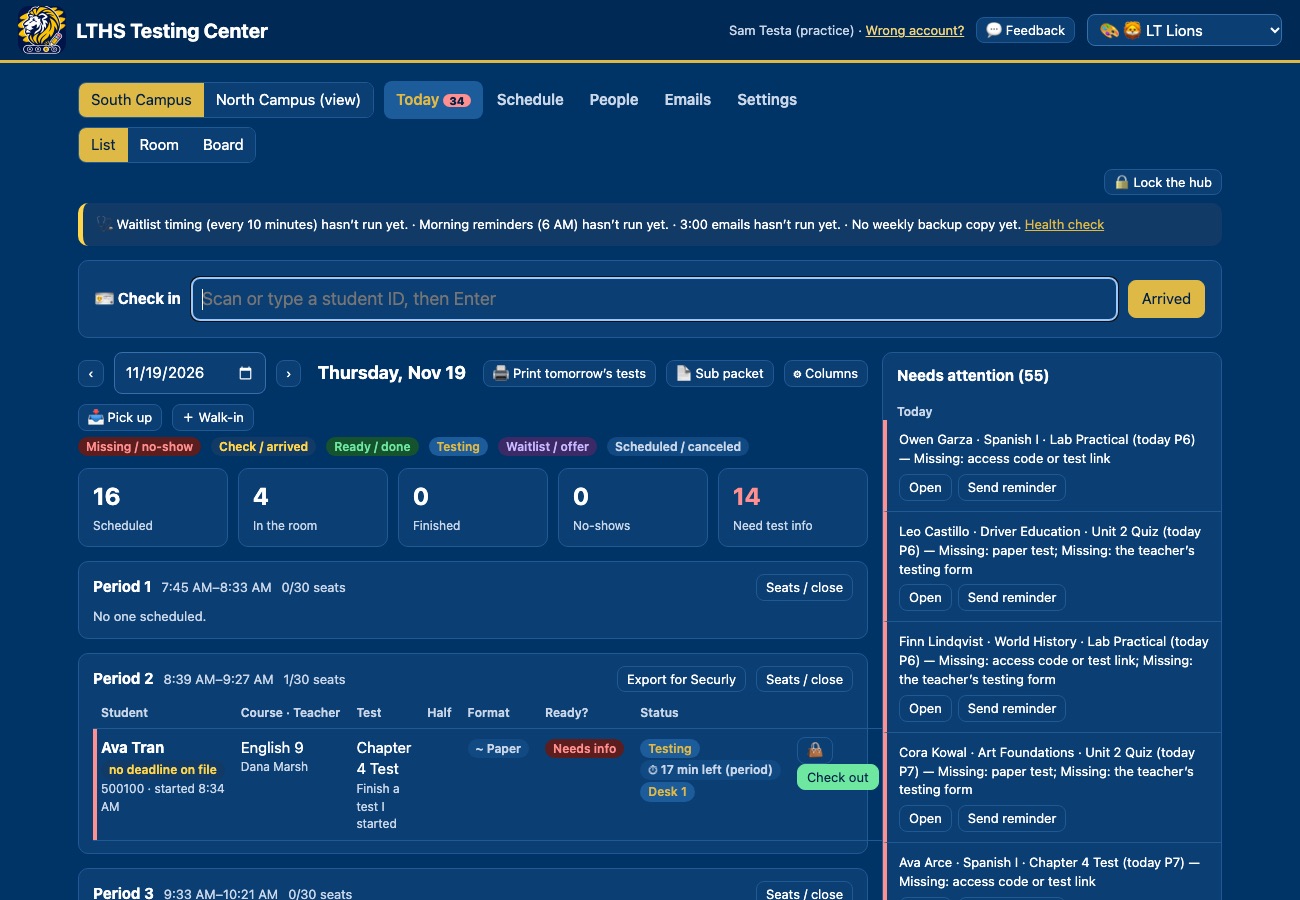 LTHS Testing Center
Sam Testa (practice) · Wrong account?
💬 Feedback
🎨 🦁 LT Lions
South Campus
North Campus (view)
Today 34
Schedule
People
Emails
Settings
List
Room
Board
🔒 Lock the hub
🩺 Waitlist timing (every 10 minutes) hasn’t run yet. · Morning reminders (6 AM) hasn’t run yet. · 3:00 emails hasn’t run yet. · No weekly backup copy yet. Health check
🪪 Check in
Scan or type a student ID, then Enter
Arrived
‹
11/19/2026
›
Thursday, Nov 19
🖨️ Print tomorrow’s tests
📄 Sub packet
⚙ Columns
📥 Pick up
+ Walk-in
Missing / no-show
Check / arrived
Ready / done
Testing
Waitlist / offer
Scheduled / canceled
16
Scheduled
4
In the room
0
Finished
0
No-shows
14
Need test info
Period 1 7:45 AM–8:33 AM 0/30 seats
Seats / close
No one scheduled.
Period 2 8:39 AM–9:27 AM 1/30 seats
Export for Securly
Seats / close
Student
Course · Teacher
Test
Half
Format
Ready?
Status
Ava Tran
no deadline on file
500100 · started 8:34
AM
English 9
Dana Marsh
Chapter
4 Test
Finish a
test I
started
~ Paper
Needs info
Testing
⏱ 17 min left (period)
Desk 1
🔒
Check out
Period 3 9:33 AM–10:21 AM 0/30 seats
Seats / close
Needs attention (55)
Today
Owen Garza · Spanish I · Lab Practical (today P6)
— Missing: access code or test link
Open
Send reminder
Leo Castillo · Driver Education · Unit 2 Quiz (today
P6) — Missing: paper test; Missing: the teacher’s
testing form
Open
Send reminder
Finn Lindqvist · World History · Lab Practical (today
P6) — Missing: access code or test link; Missing:
the teacher’s testing form
Open
Send reminder
Cora Kowal · Art Foundations · Unit 2 Quiz (today
P7) — Missing: paper test; Missing: the teacher’s
testing form
Open
Send reminder
Ava Arce · Spanish I · Chapter 4 Test (today P7) —
Missing: access code or test link